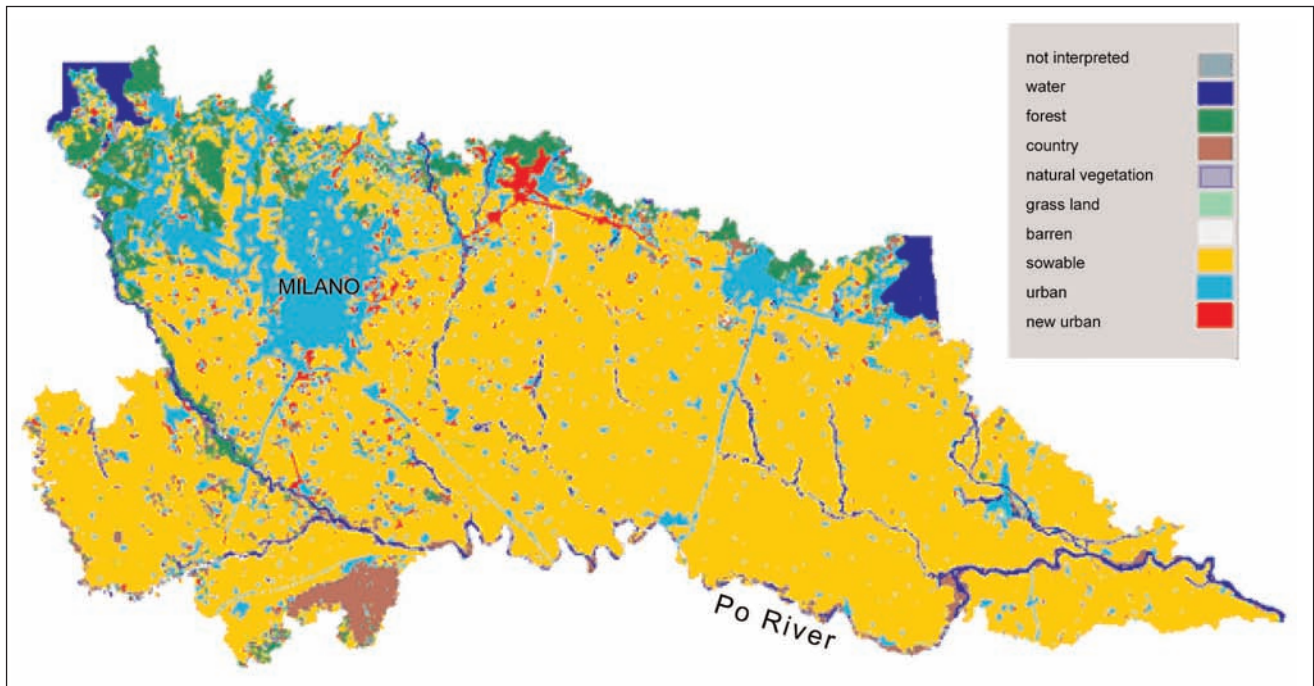 not interpreted
water
forest
country
natural vegetation
grass land
barren
sowable
urban
new urban
MILANO
Po River